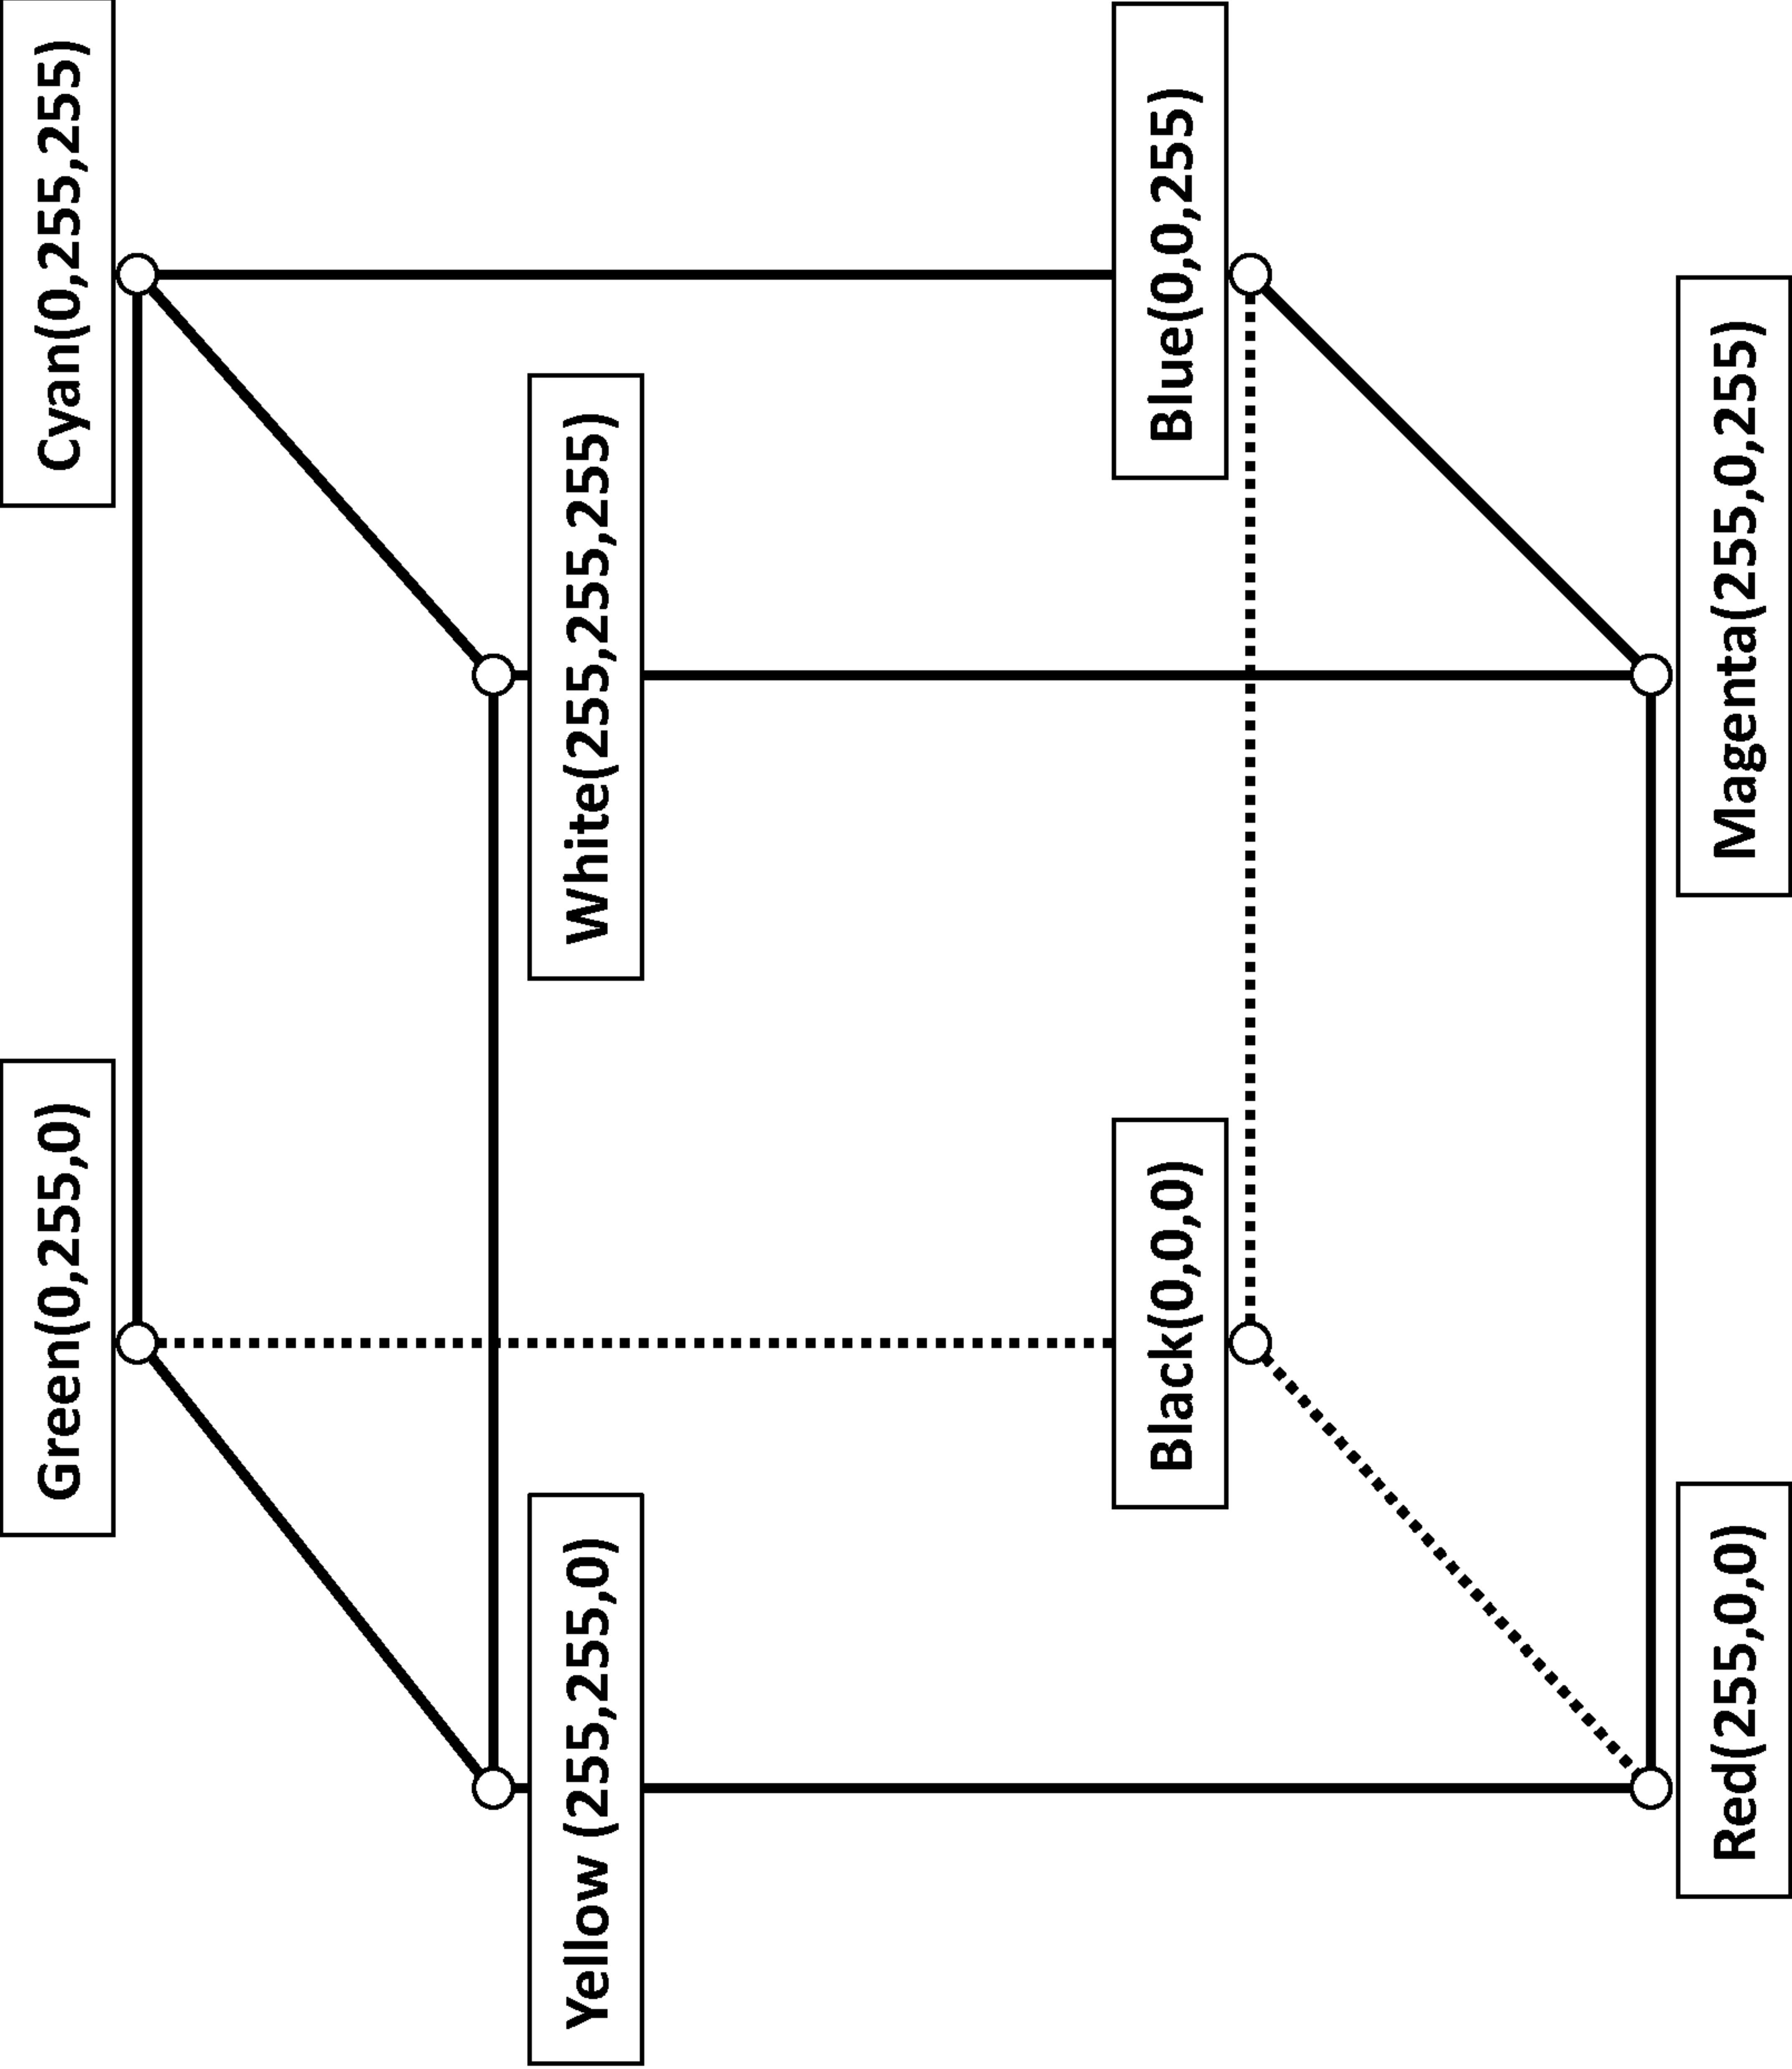 Green(0,255,0)
Cyan(0,255,255)
Yellow (255,255,0)
White(255,255,255)
Black(0,0,0)
Blue(0,0,255)
Red(255,0,0)
Magenta(255,0,255)